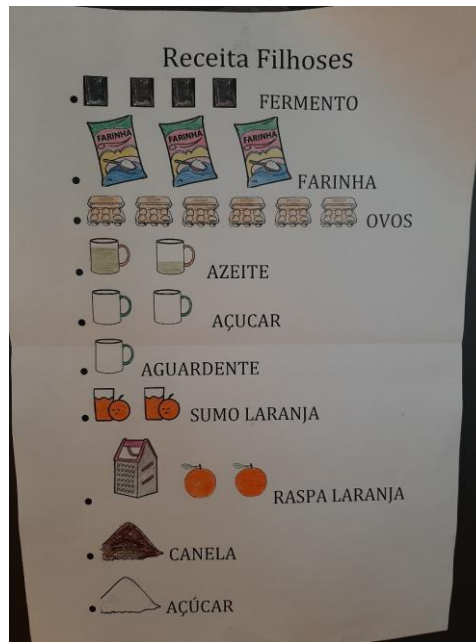 Receita Filhoses
FERMENTO
FARINHA FARINHA FARINHA
FARINHA
OVOS
AZEITE
AÇUCAR
AGUARDENTE
SUMO LARANJA
RASPA LARANJA
CANELA
AÇÚCAR